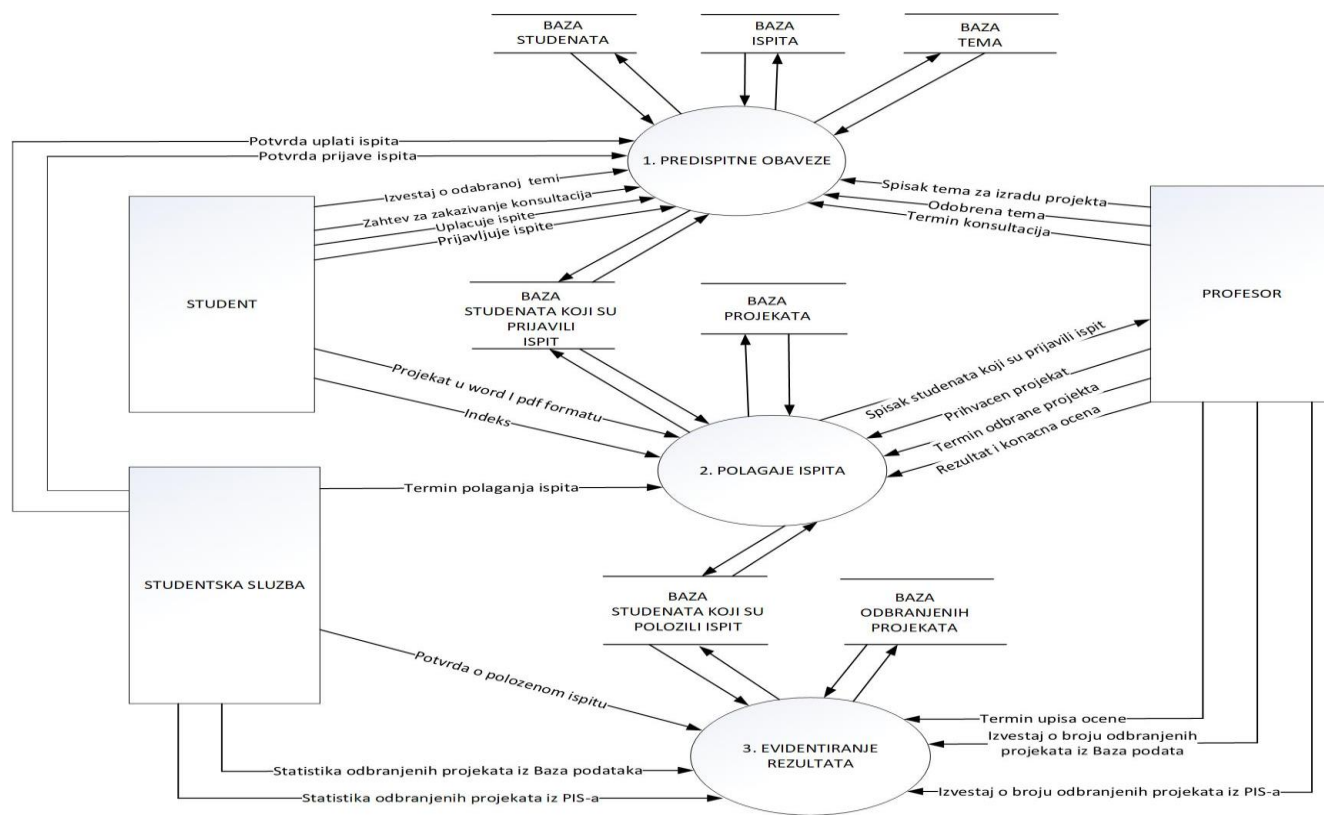 BAZA
STUDENATA
BAZA
ISPITA
BAZA
TEMA
Potvrda uplati ispita
Potvrda prijave ispita
1. PREDISPITNE OBAVEZE
Izvestaj o odabranoj temi
Zahtev za zakazivanje konsultacija
Uplacuje ispite
Prijavljuje ispite
Spisak tema za izradu projekta
Odobrena tema
Termin konsultacija
STUDENT
PROFESOR
BAZA
STUDENATA KOJI SU
PRIJAVILI
ISPIT
BAZA
PROJEKATA
Projekat u word I pdf formatu
Indeks
Spisak studenata koji su prijavili ispit
Prihvacen projekat
Termin odbrane projekta
Rezultat i konacna ocena
2. POLAGAJE ISPITA
Termin polaganja ispita
STUDENTSKA SLUZBA
BAZA
STUDENATA KOJI SU
POLOZILI ISPIT
BAZA
ODBRANJENIH
PROJEKATA
Potvrda o polozenom ispitu
3. EVIDENTIRANJE
REZULTATA
Termin upisa ocene
Izvestaj o broju odbranjenih
projekata iz Baza podata
Statistika odbranjenih projekata iz Baza podataka
Statistika odbranjenih projekata iz PIS-a
Izvestaj o broju odbranjenih projekata iz PIS-a